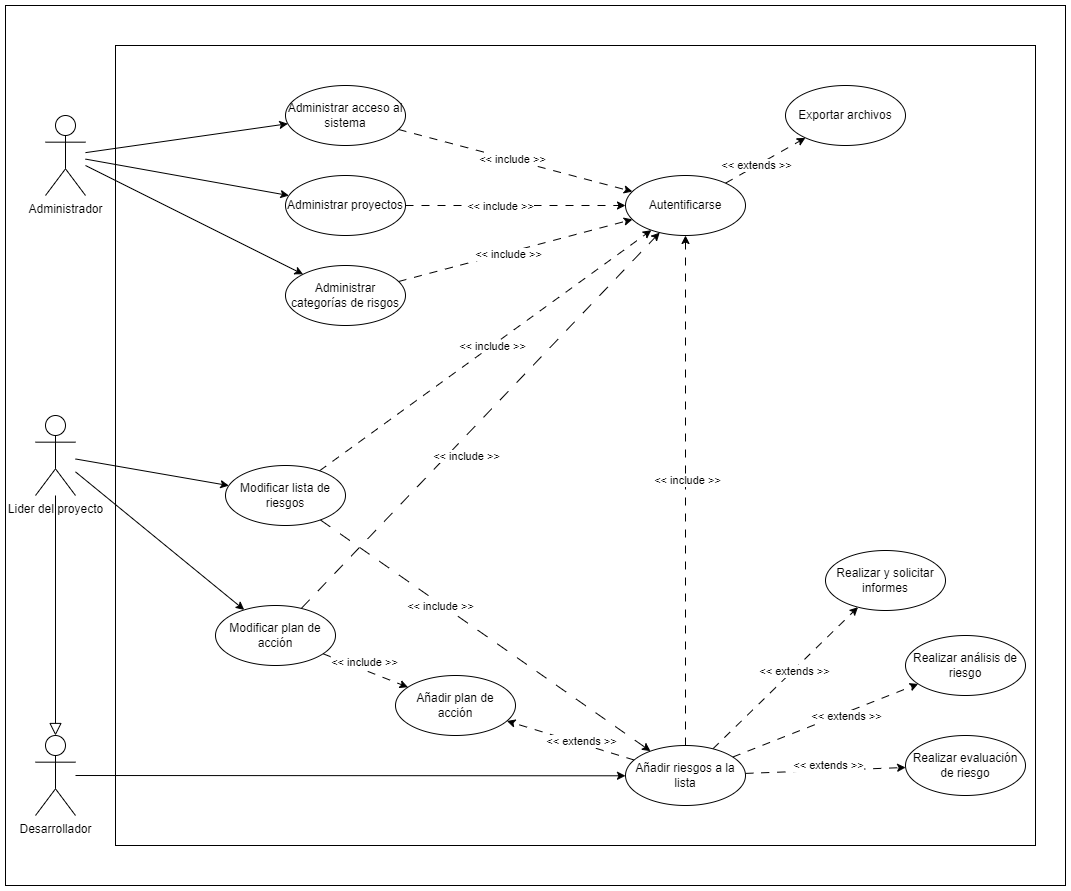 Administrar acceso al
sistema
Exportar archivos
<< include >>
<< extends >>
Administrador
Administrar proyectos
<< include >>
Autentificarse
<< include >>
Administrar
categorías de risgos
<< include >>
<< include >>
<< include >>
Modificar lista de
riesgos
Lider del proyecto
Realizar y solicitar
informes
<< include >>
Modificar plan de
acción
<< include >>
Realizar análisis de
riesgo
<< extends >>
Añadir plan de
acción
<< extends >>
<< extends >>
Añadir riesgos a la
lista
<< extends >>
Realizar evaluación
de riesgo
Desarrollador